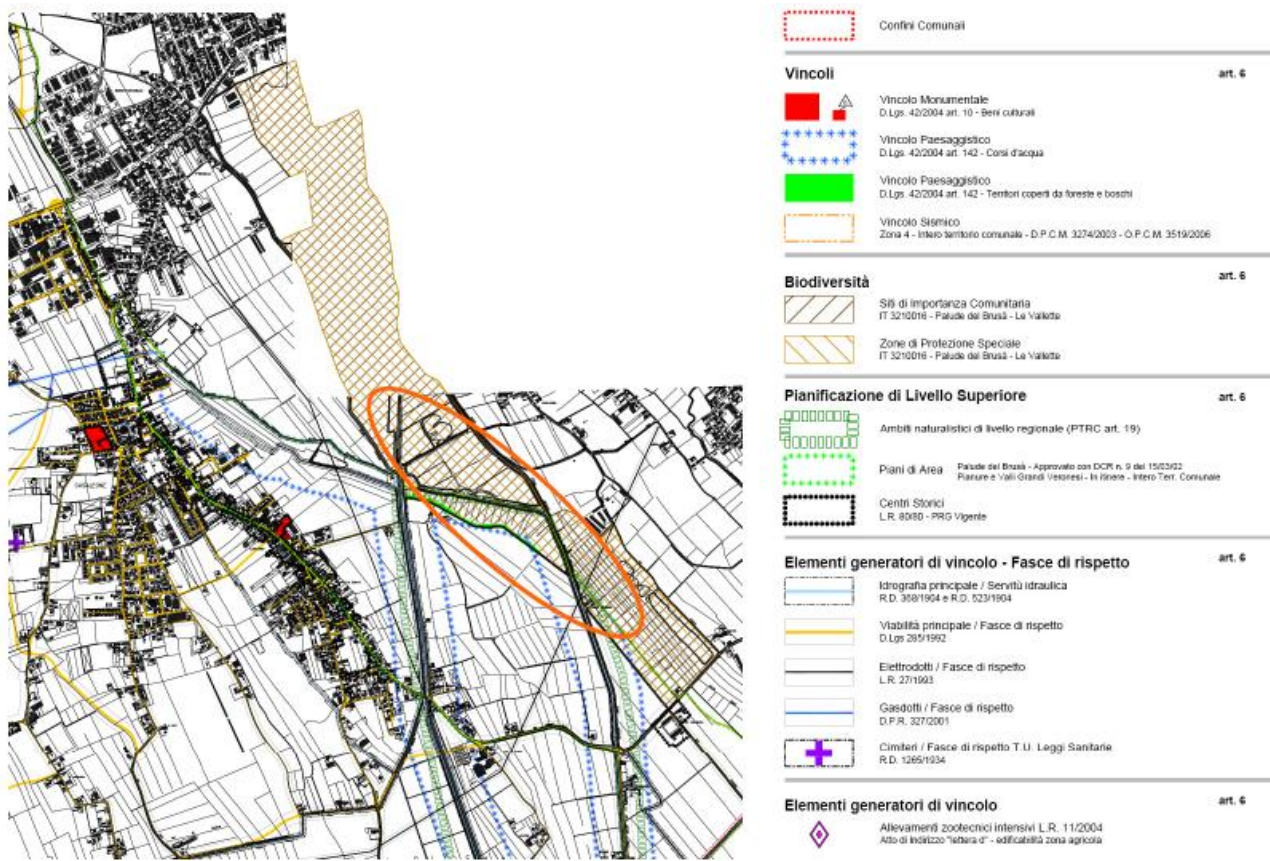 Confini Comunali
Vincoli art. 6
Vincolo Monumentale
D.Lgs. 42/2004 art. 10 - Beni culturali
Vincolo Paesaggistico
D.Lgs. 42/2004 art. 142 - Corsi d'acqua
Vincolo Paesaggistico
D.Lgs. 42/2004 art. 142 - Territori coperti da foreste e boschi
Vincolo Sismico
Zona 4 - Intero territorio comunale - D.P.C.M. 3274/2003 - O.P.C.M. 3519/2006
Biodiversità art. 6
Siti di Importanza Comunitaria
IT 3210016 - Palude del Brusà - Le Vallette
Zone di Protezione Speciale
IT 3210016 - Palude del Brusà - Le Vallette
Pianificazione di Livello Superiore art. 6
Ambiti naturalistici di livello regionale (PTRC art. 19)
Piani di Area
Palude del Brusà - Approvato con DCR n. 9 del 15/03/02
Pianure e Valli Grandi Veronesi - In itinere - Intero Terr. Comunale
Centri Storici
L.R. 80/80 - PRG Vigente
Elementi generatori di vincolo - Fasce di rispetto art. 6
Idrografia principale / Servitù idraulica
R.D. 368/1904 e R.D. 523/1904
Viabilità principale / Fasce di rispetto
D.Lgs 285/1992
Elettrodotti / Fasce di rispetto
L.R. 27/1993
Gasdotti / Fasce di rispetto
D.P.R. 327/2001
Cimiteri / Fasce di rispetto T.U. Leggi Sanitarie
R.D. 1265/1934
Elementi generatori di vincolo art. 6
Allevamenti zootecnici intensivi L.R. 11/2004
Atto di Indirizzo "lettera d" - edificabilità zona agricola